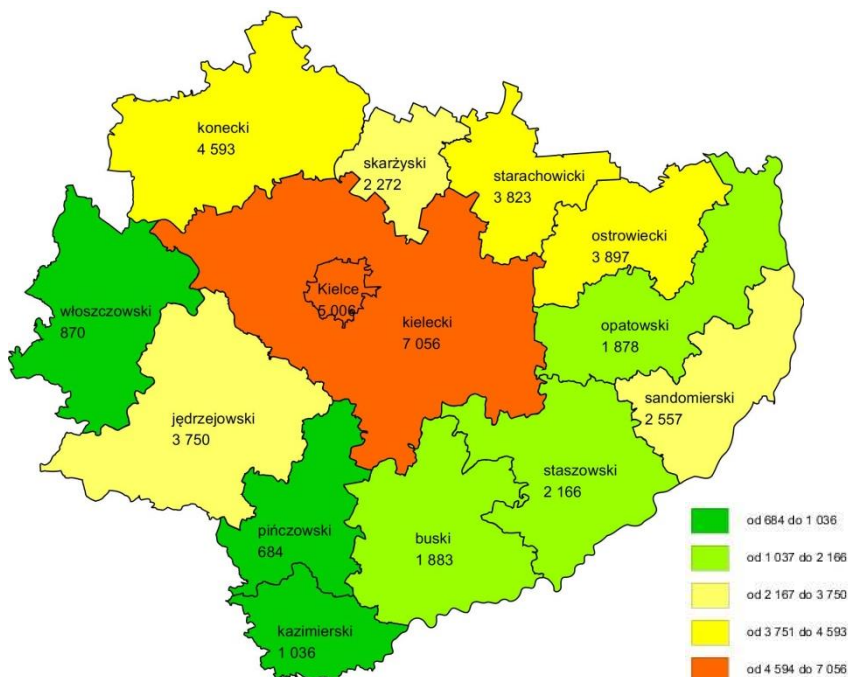 konecki
4 593
skarżyski
2 272
starachowicki
3 823
ostrowiecki
3 897
Kielce
5 006
włoszczowski
870
kielecki
7 056
opatowski
1 878
sandomierski
2 557
jędrzejowski
3 750
staszowski
2 166
pińczowski
684
buski
1 883
kazimierski
1 036
od 684 do 1 036
od 1 037 do 2 166
od 2 167 do 3 750
od 3 751 do 4 593
od 4 594 do 7 056